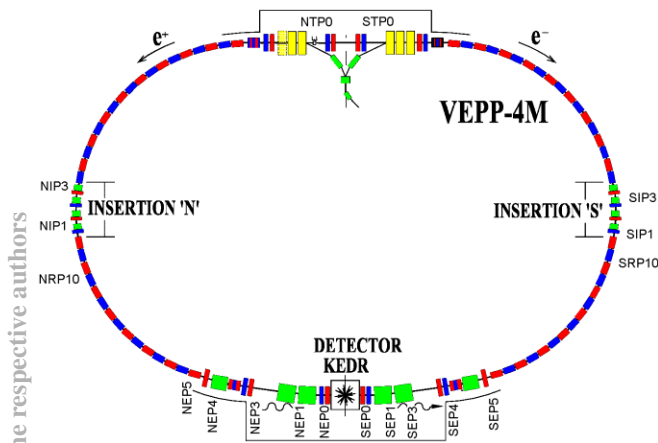 NTP0 STP0
e+
e−
VEPP-4M
NIP3
INSERTION 'N'
NIP1
NRP10
SIP3
INSERTION 'S'
SIP1
SRP10
DETECTOR
KEDR
NEP5
NEP4
NEP3
NEP1
NEP0
SEP0
SEP1
SEP3
SEP4
SEP5
he respective authors